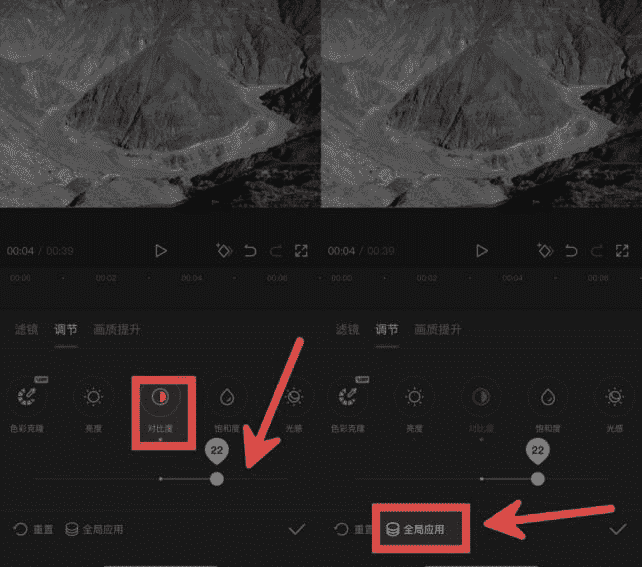 00:04 / 00:39
00:00
00:02
00:04
00:06
滤镜 调节 画质提升
VIP
色彩克隆 亮度 对比度 饱和度 光感
22
重置 全局应用
00:04 / 00:39
00:00
00:02
00:04
00:06
滤镜 调节 画质提升
VIP
色彩克隆 亮度 对比度 饱和度 光感
22
重置 全局应用